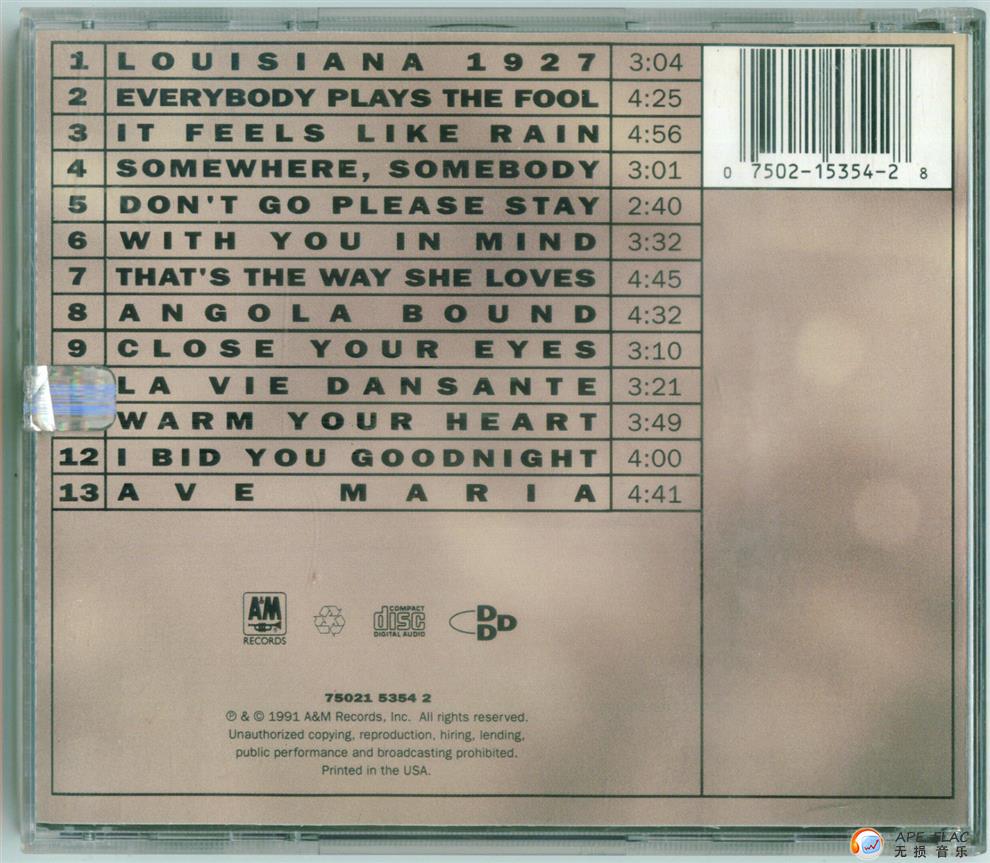 1 LOUISIANA 1927 3:04
2 EVERYBODY PLAYS THE FOOL 4:25
3 IT FEELS LIKE RAIN 4:56
4 SOMEWHERE, SOMEBODY 3:01
5 DON'T GO PLEASE STAY 2:40
6 WITH YOU IN MIND 3:32
7 THAT'S THE WAY SHE LOVES 4:45
8 ANGOLA BOUND 4:32
9 CLOSE YOUR EYES 3:10
LA VIE DANSANTE 3:21
WARM YOUR HEART 3:49
12 I BID YOU GOODNIGHT 4:00
13 AVE MARIA 4:41
0 7502-15354-2 8
A&M
RECORDS
COMPACT
disc
DIGITAL AUDIO
DDD
75021 5354 2
℗ & © 1991 A&M Records, Inc. All rights reserved.
Unauthorized copying, reproduction, hiring, lending,
public performance and broadcasting prohibited.
Printed in the USA.
APE FLAC
无损音乐